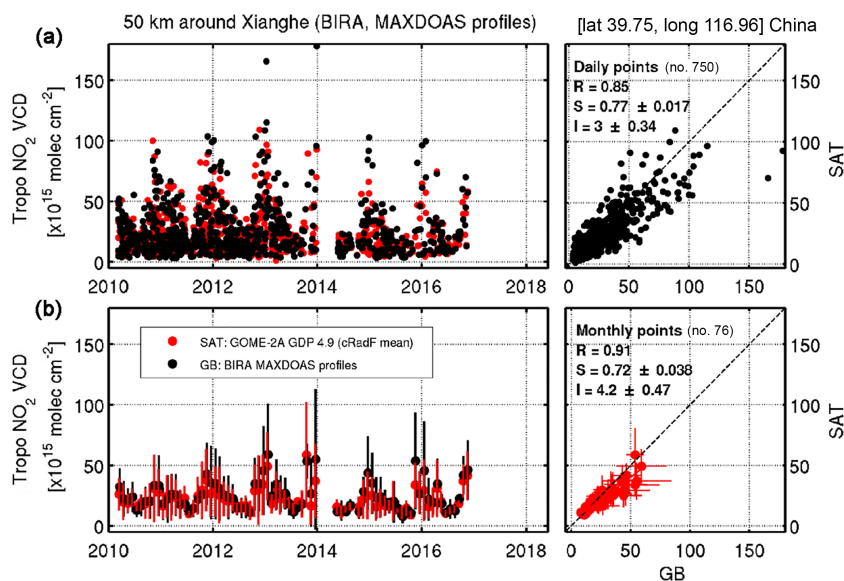 50 km around Xianghe (BIRA, MAXDOAS profiles)
[lat 39.75, long 116.96] China
(a)
Tropo NO2 VCD
[x10^15 molec cm^-2]
150
100
50
0
2010 2012 2014 2016 2018
Daily points (no. 750)
R = 0.85
S = 0.77 ± 0.017
I = 3 ± 0.34
SAT
150
100
50
0
0 50 100 150
(b)
Tropo NO2 VCD
[x10^15 molec cm^-2]
150
100
50
0
SAT: GOME-2A GDP 4.9 (cRadF mean)
GB: BIRA MAXDOAS profiles
2010 2012 2014 2016 2018
Monthly points (no. 76)
R = 0.91
S = 0.72 ± 0.038
I = 4.2 ± 0.47
SAT
150
100
50
0
0 50 100 150
GB